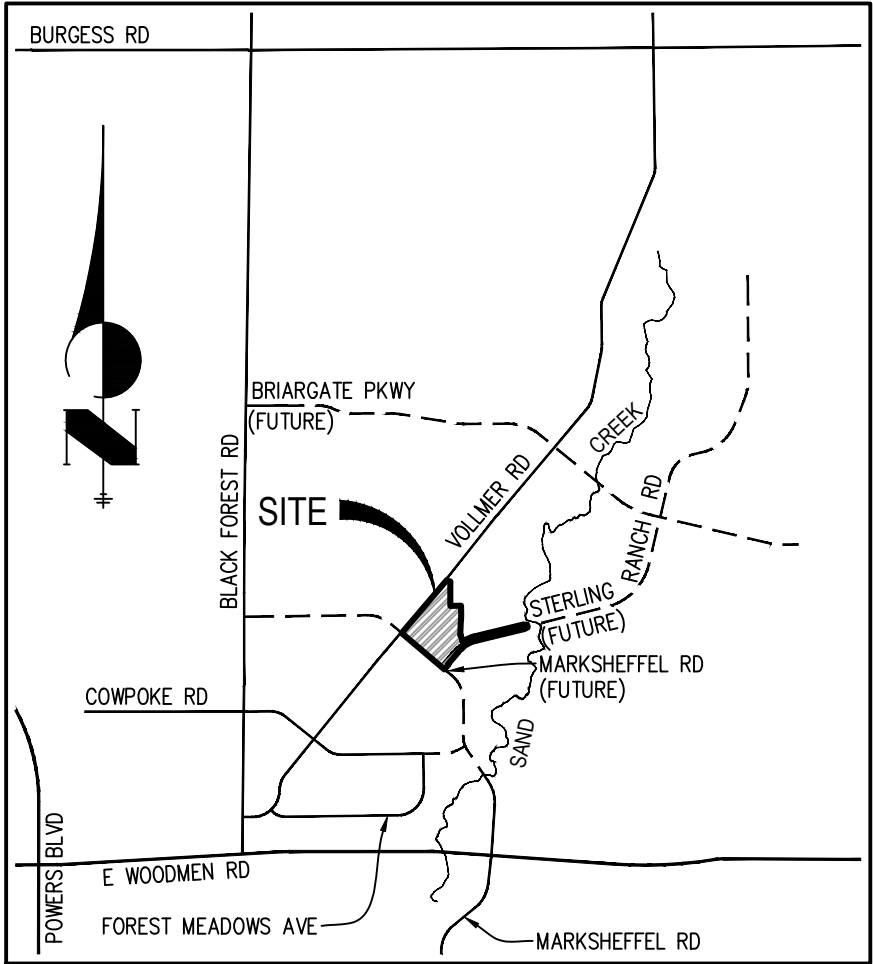 BURGESS RD
N
BRIARGATE PKWY
(FUTURE)
BLACK FOREST RD
SITE
VOLLMER RD
CREEK
STERLING RANCH RD
(FUTURE)
MARKSHEFFEL RD
(FUTURE)
COWPOKE RD
SAND
POWERS BLVD
E WOODMEN RD
FOREST MEADOWS AVE
MARKSHEFFEL RD